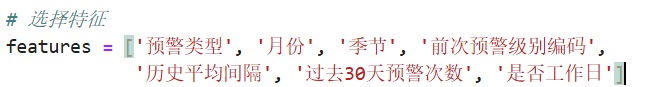 # 选择特征
features = ['预警类型', '月份', '季节', '前次预警级别编码',
'历史平均间隔', '过去30天预警次数', '是否工作日']